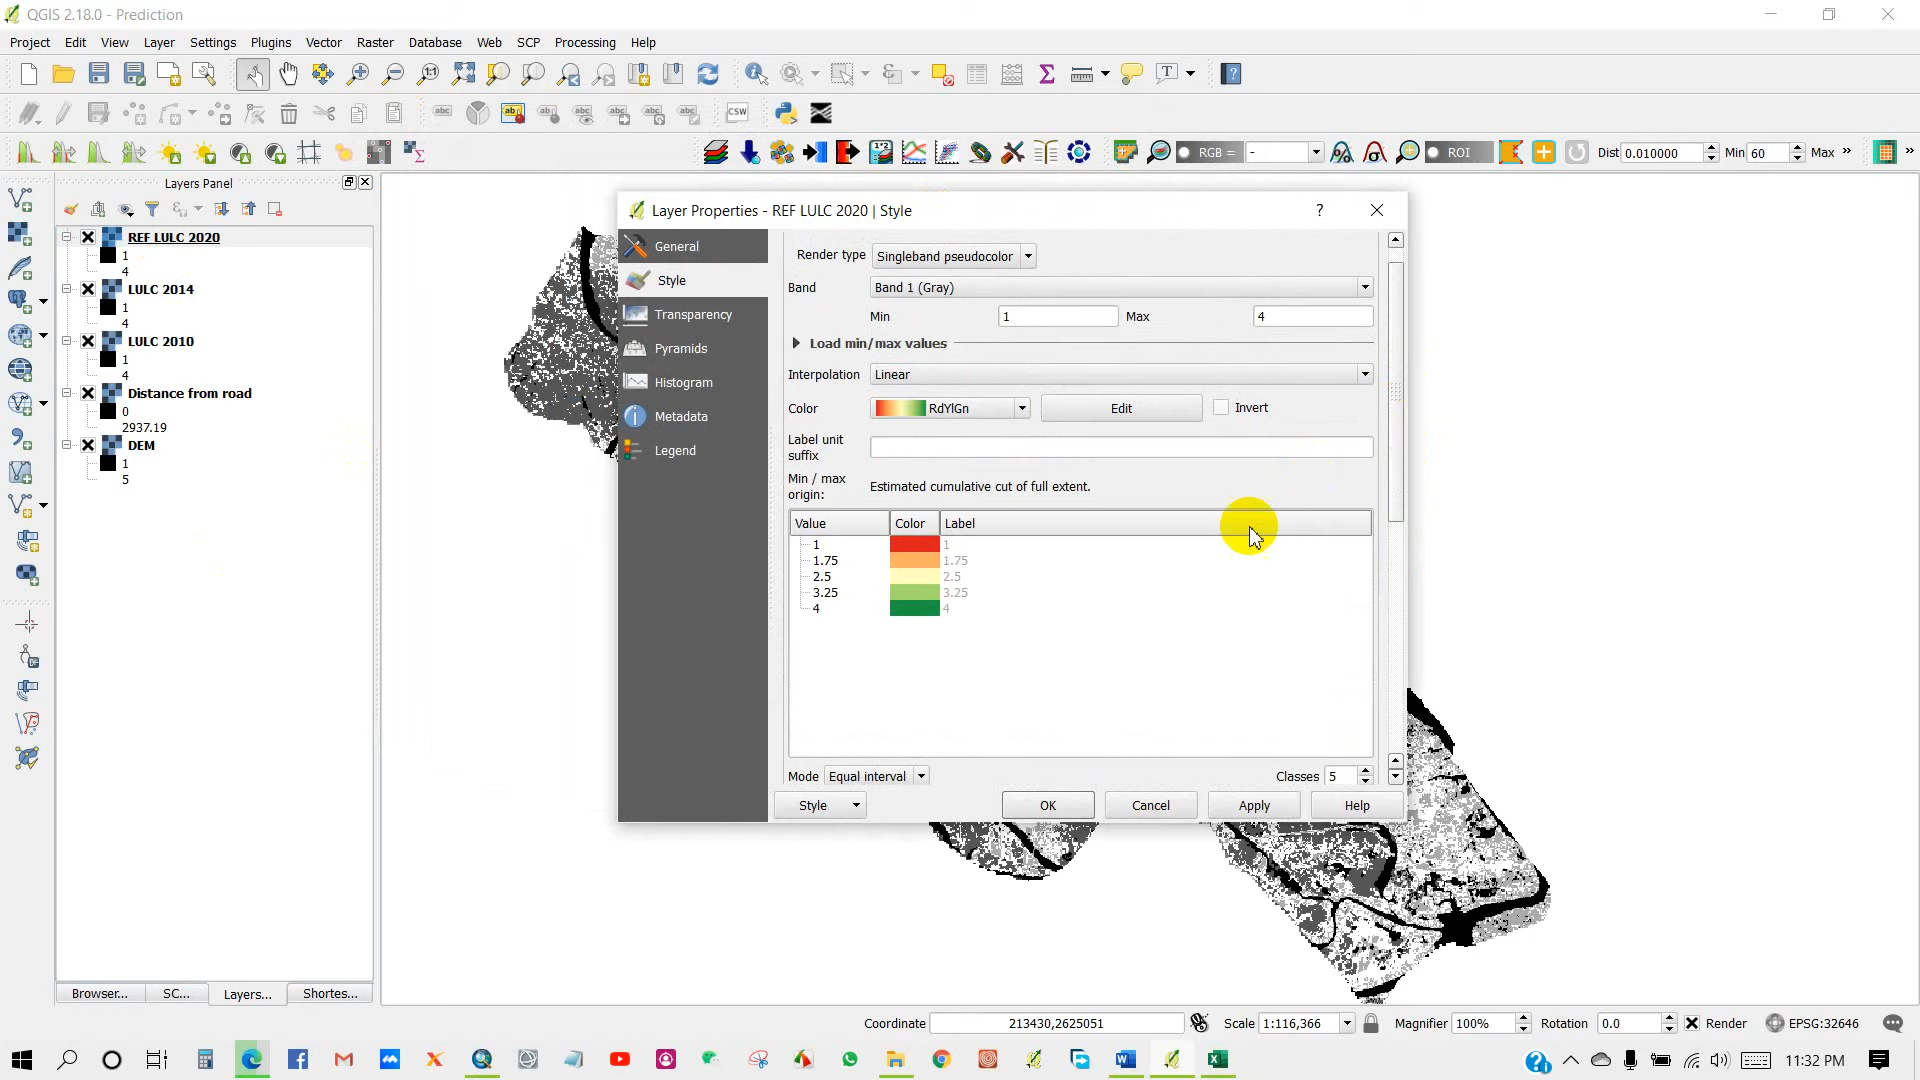 QGIS 2.18.0 - Prediction
Project Edit View Layer Settings Plugins Vector Raster Database Web SCP Processing Help
CSW
RGB = - ROI Dist 0.010000 Min 60 Max »
Layers Panel
REF LULC 2020
1
4
LULC 2014
1
4
LULC 2010
1
4
Distance from road
0
2937.19
DEM
1
5
Browser... SC... Layers... Shortes...
Layer Properties - REF LULC 2020 | Style
General
Style
Transparency
Pyramids
Histogram
Metadata
Legend
Render type Singleband pseudocolor
Band Band 1 (Gray)
Min 1 Max 4
Load min/max values
Interpolation Linear
Color RdYlGn Edit Invert
Label unit suffix
Min / max origin: Estimated cumulative cut of full extent.
Value Color Label
1 1
1.75 1.75
2.5 2.5
3.25 3.25
4 4
Mode Equal interval Classes 5
Style OK Cancel Apply Help
Coordinate 213430,2625051 Scale 1:116,366 Magnifier 100% Rotation 0.0 Render EPSG:32646
11:32 PM